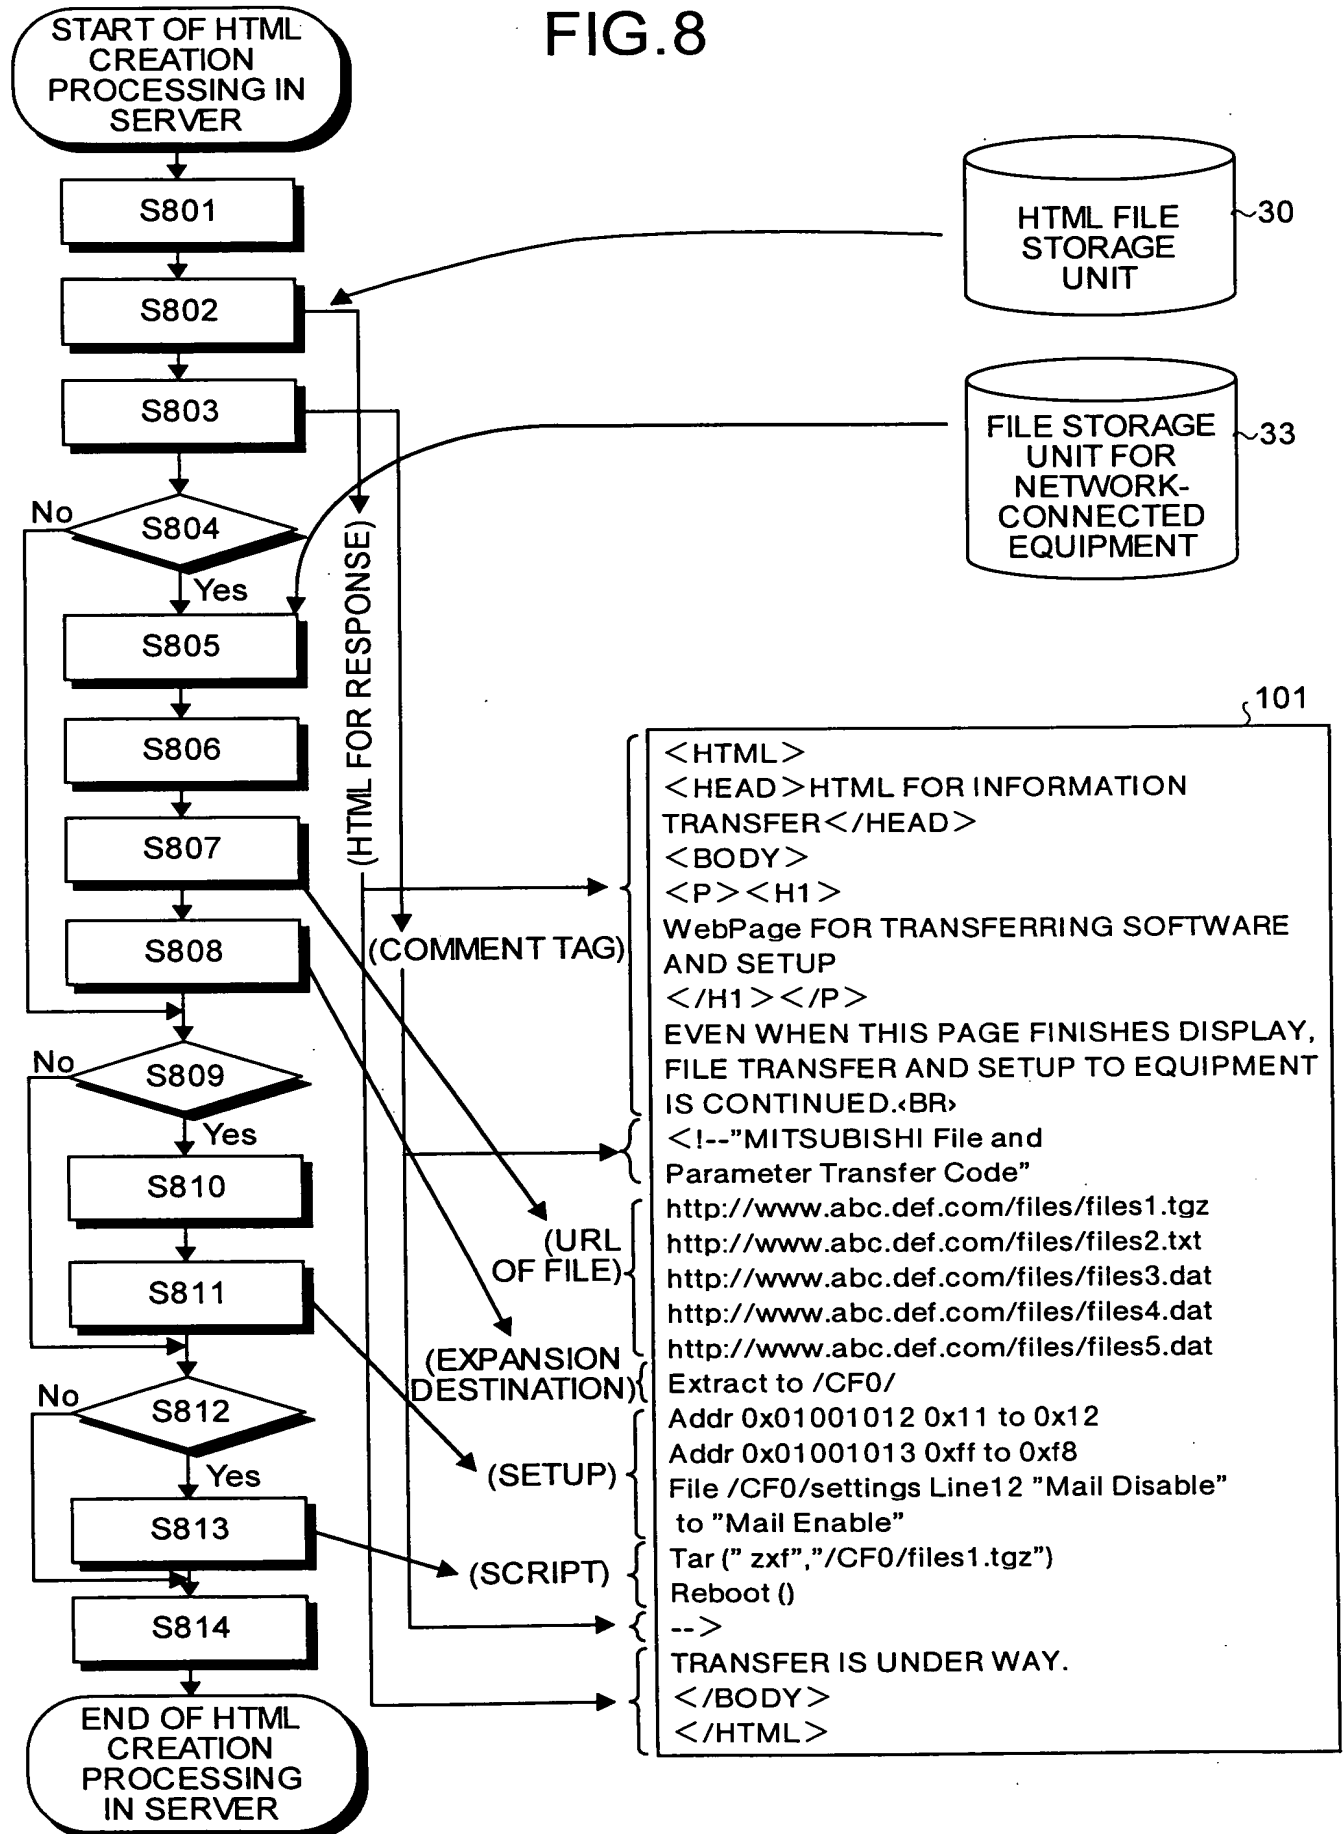 FIG.8
START OF HTML
CREATION
PROCESSING IN
SERVER
S801
S802
S803
No
S804
Yes
S805
S806
S807
S808
No
S809
Yes
S810
S811
No
S812
Yes
S813
S814
END OF HTML
CREATION
PROCESSING
IN SERVER
HTML FILE
STORAGE
UNIT
30
FILE STORAGE
UNIT FOR
NETWORK-
CONNECTED
EQUIPMENT
33
(HTML FOR RESPONSE)
(COMMENT TAG)
(URL
OF FILE)
(EXPANSION
DESTINATION)
(SETUP)
(SCRIPT)
101
<HTML>
<HEAD>HTML FOR INFORMATION
TRANSFER</HEAD>
<BODY>
<P><H1>
WebPage FOR TRANSFERRING SOFTWARE
AND SETUP
</H1></P>
EVEN WHEN THIS PAGE FINISHES DISPLAY,
FILE TRANSFER AND SETUP TO EQUIPMENT
IS CONTINUED.<BR>
<!--"MITSUBISHI File and
Parameter Transfer Code"
http://www.abc.def.com/files/files1.tgz
http://www.abc.def.com/files/files2.txt
http://www.abc.def.com/files/files3.dat
http://www.abc.def.com/files/files4.dat
http://www.abc.def.com/files/files5.dat
Extract to /CF0/
Addr 0x01001012 0x11 to 0x12
Addr 0x01001013 0xff to 0xf8
File /CF0/settings Line12 "Mail Disable"
to "Mail Enable"
Tar (" zxf","/CF0/files1.tgz")
Reboot ()
-->
TRANSFER IS UNDER WAY.
</BODY>
</HTML>